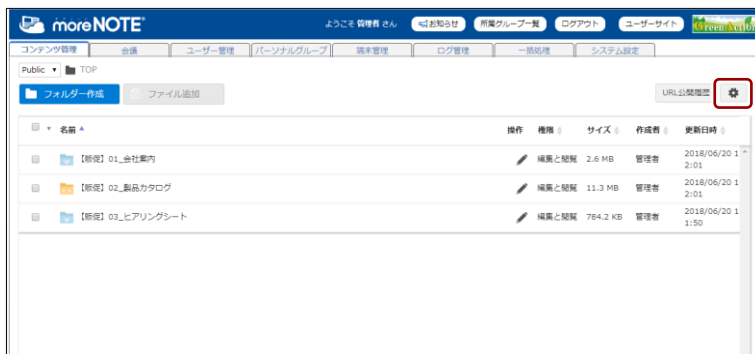 moreNOTE
ようこそ 管理者 さん お知らせ 所属グループ一覧 ログアウト ユーザーサイト Green Action
コンテンツ管理 会議 ユーザー管理 パーソナルグループ 端末管理 ログ管理 一括処理 システム設定
Public TOP
フォルダー作成 ファイル追加 URL公開履歴
名前 操作 権限 サイズ 作成者 更新日時
【販促】01_会社案内 編集と閲覧 2.6 MB 管理者 2018/06/20 1
2:01
【販促】02_製品カタログ 編集と閲覧 11.3 MB 管理者 2018/06/20 1
2:01
【販促】03_ヒアリングシート 編集と閲覧 784.2 KB 管理者 2018/06/20 1
1:50